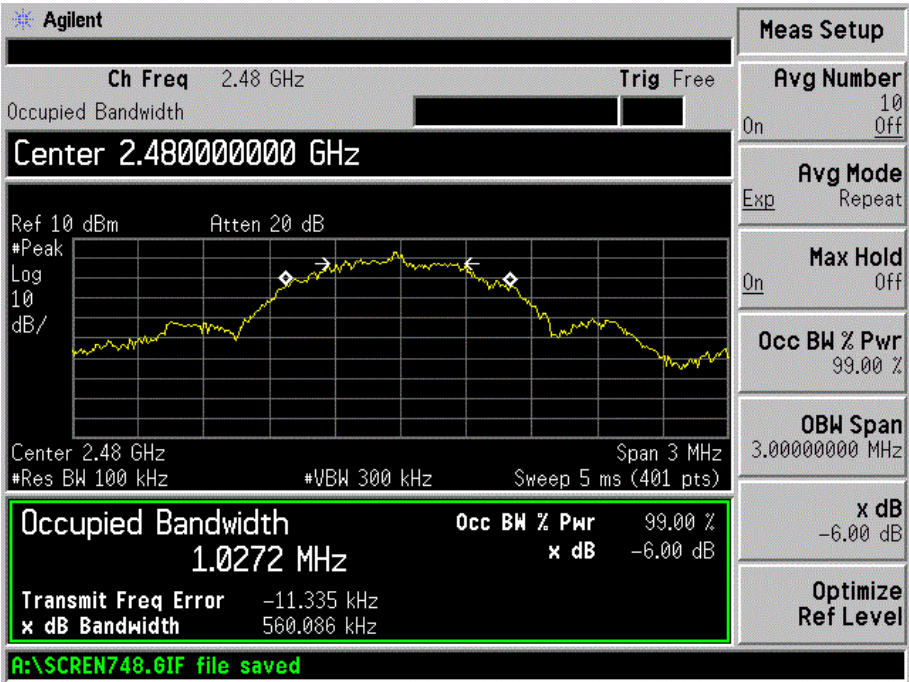 Agilent
Ch Freq 2.48 GHz Trig Free
Occupied Bandwidth
Center 2.480000000 GHz
Ref 10 dBm Atten 20 dB
#Peak
Log
10
dB/
Center 2.48 GHz Span 3 MHz
#Res BW 100 kHz #VBW 300 kHz Sweep 5 ms (401 pts)
Occupied Bandwidth
1.0272 MHz
Occ BW % Pwr 99.00 %
x dB -6.00 dB
Transmit Freq Error -11.335 kHz
x dB Bandwidth 560.086 kHz
A:\SCREN748.GIF file saved
Meas Setup
Avg Number
10
On Off
Avg Mode
Exp Repeat
Max Hold
On Off
Occ BW % Pwr
99.00 %
OBW Span
3.00000000 MHz
x dB
-6.00 dB
Optimize
Ref Level